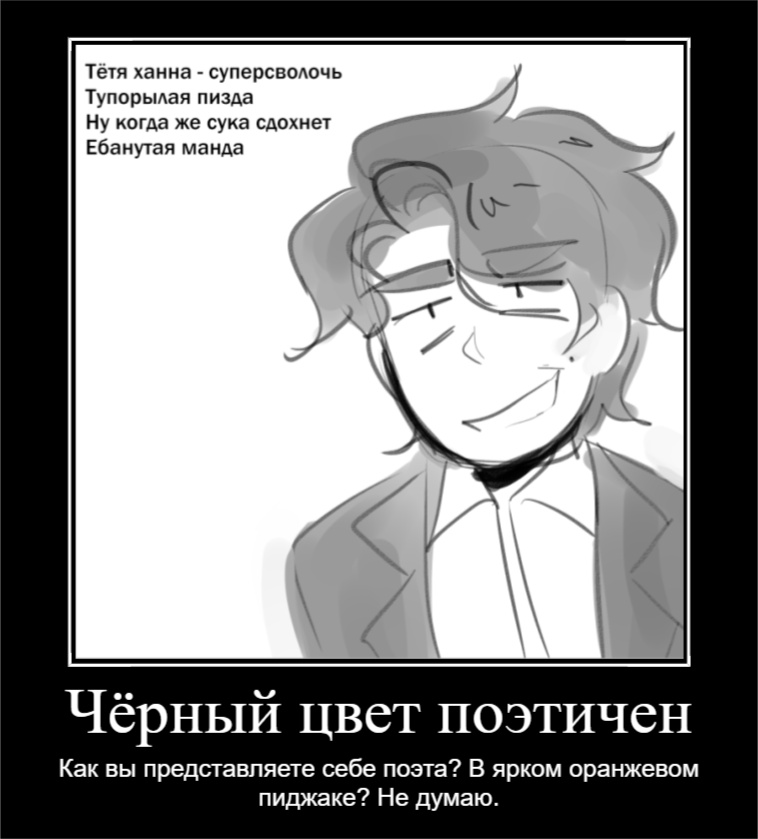 Тётя ханна - суперсволочь
Тупорылая пизда
Ну когда же сука сдохнет
Ебанутая манда
Чёрный цвет поэтичен
Как вы представляете себе поэта? В ярком оранжевом
пиджаке? Не думаю.